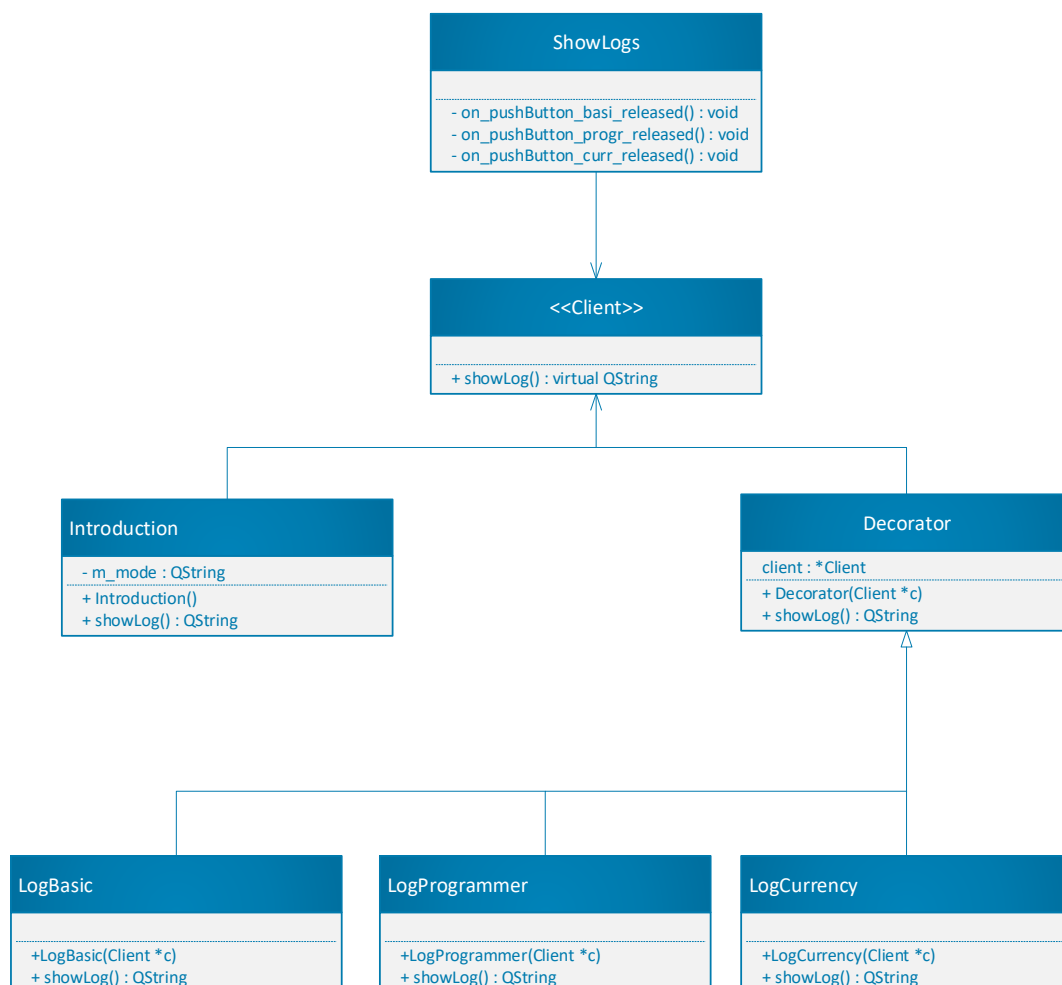 ShowLogs
- on_pushButton_basi_released() : void
- on_pushButton_progr_released() : void
- on_pushButton_curr_released() : void
<<Client>>
+ showLog() : virtual QString
Introduction
- m_mode : QString
+ Introduction()
+ showLog() : QString
Decorator
client : *Client
+ Decorator(Client *c)
+ showLog() : QString
LogBasic
+LogBasic(Client *c)
+ showLog() : QString
LogProgrammer
+LogProgrammer(Client *c)
+ showLog() : QString
LogCurrency
+LogCurrency(Client *c)
+ showLog() : QString